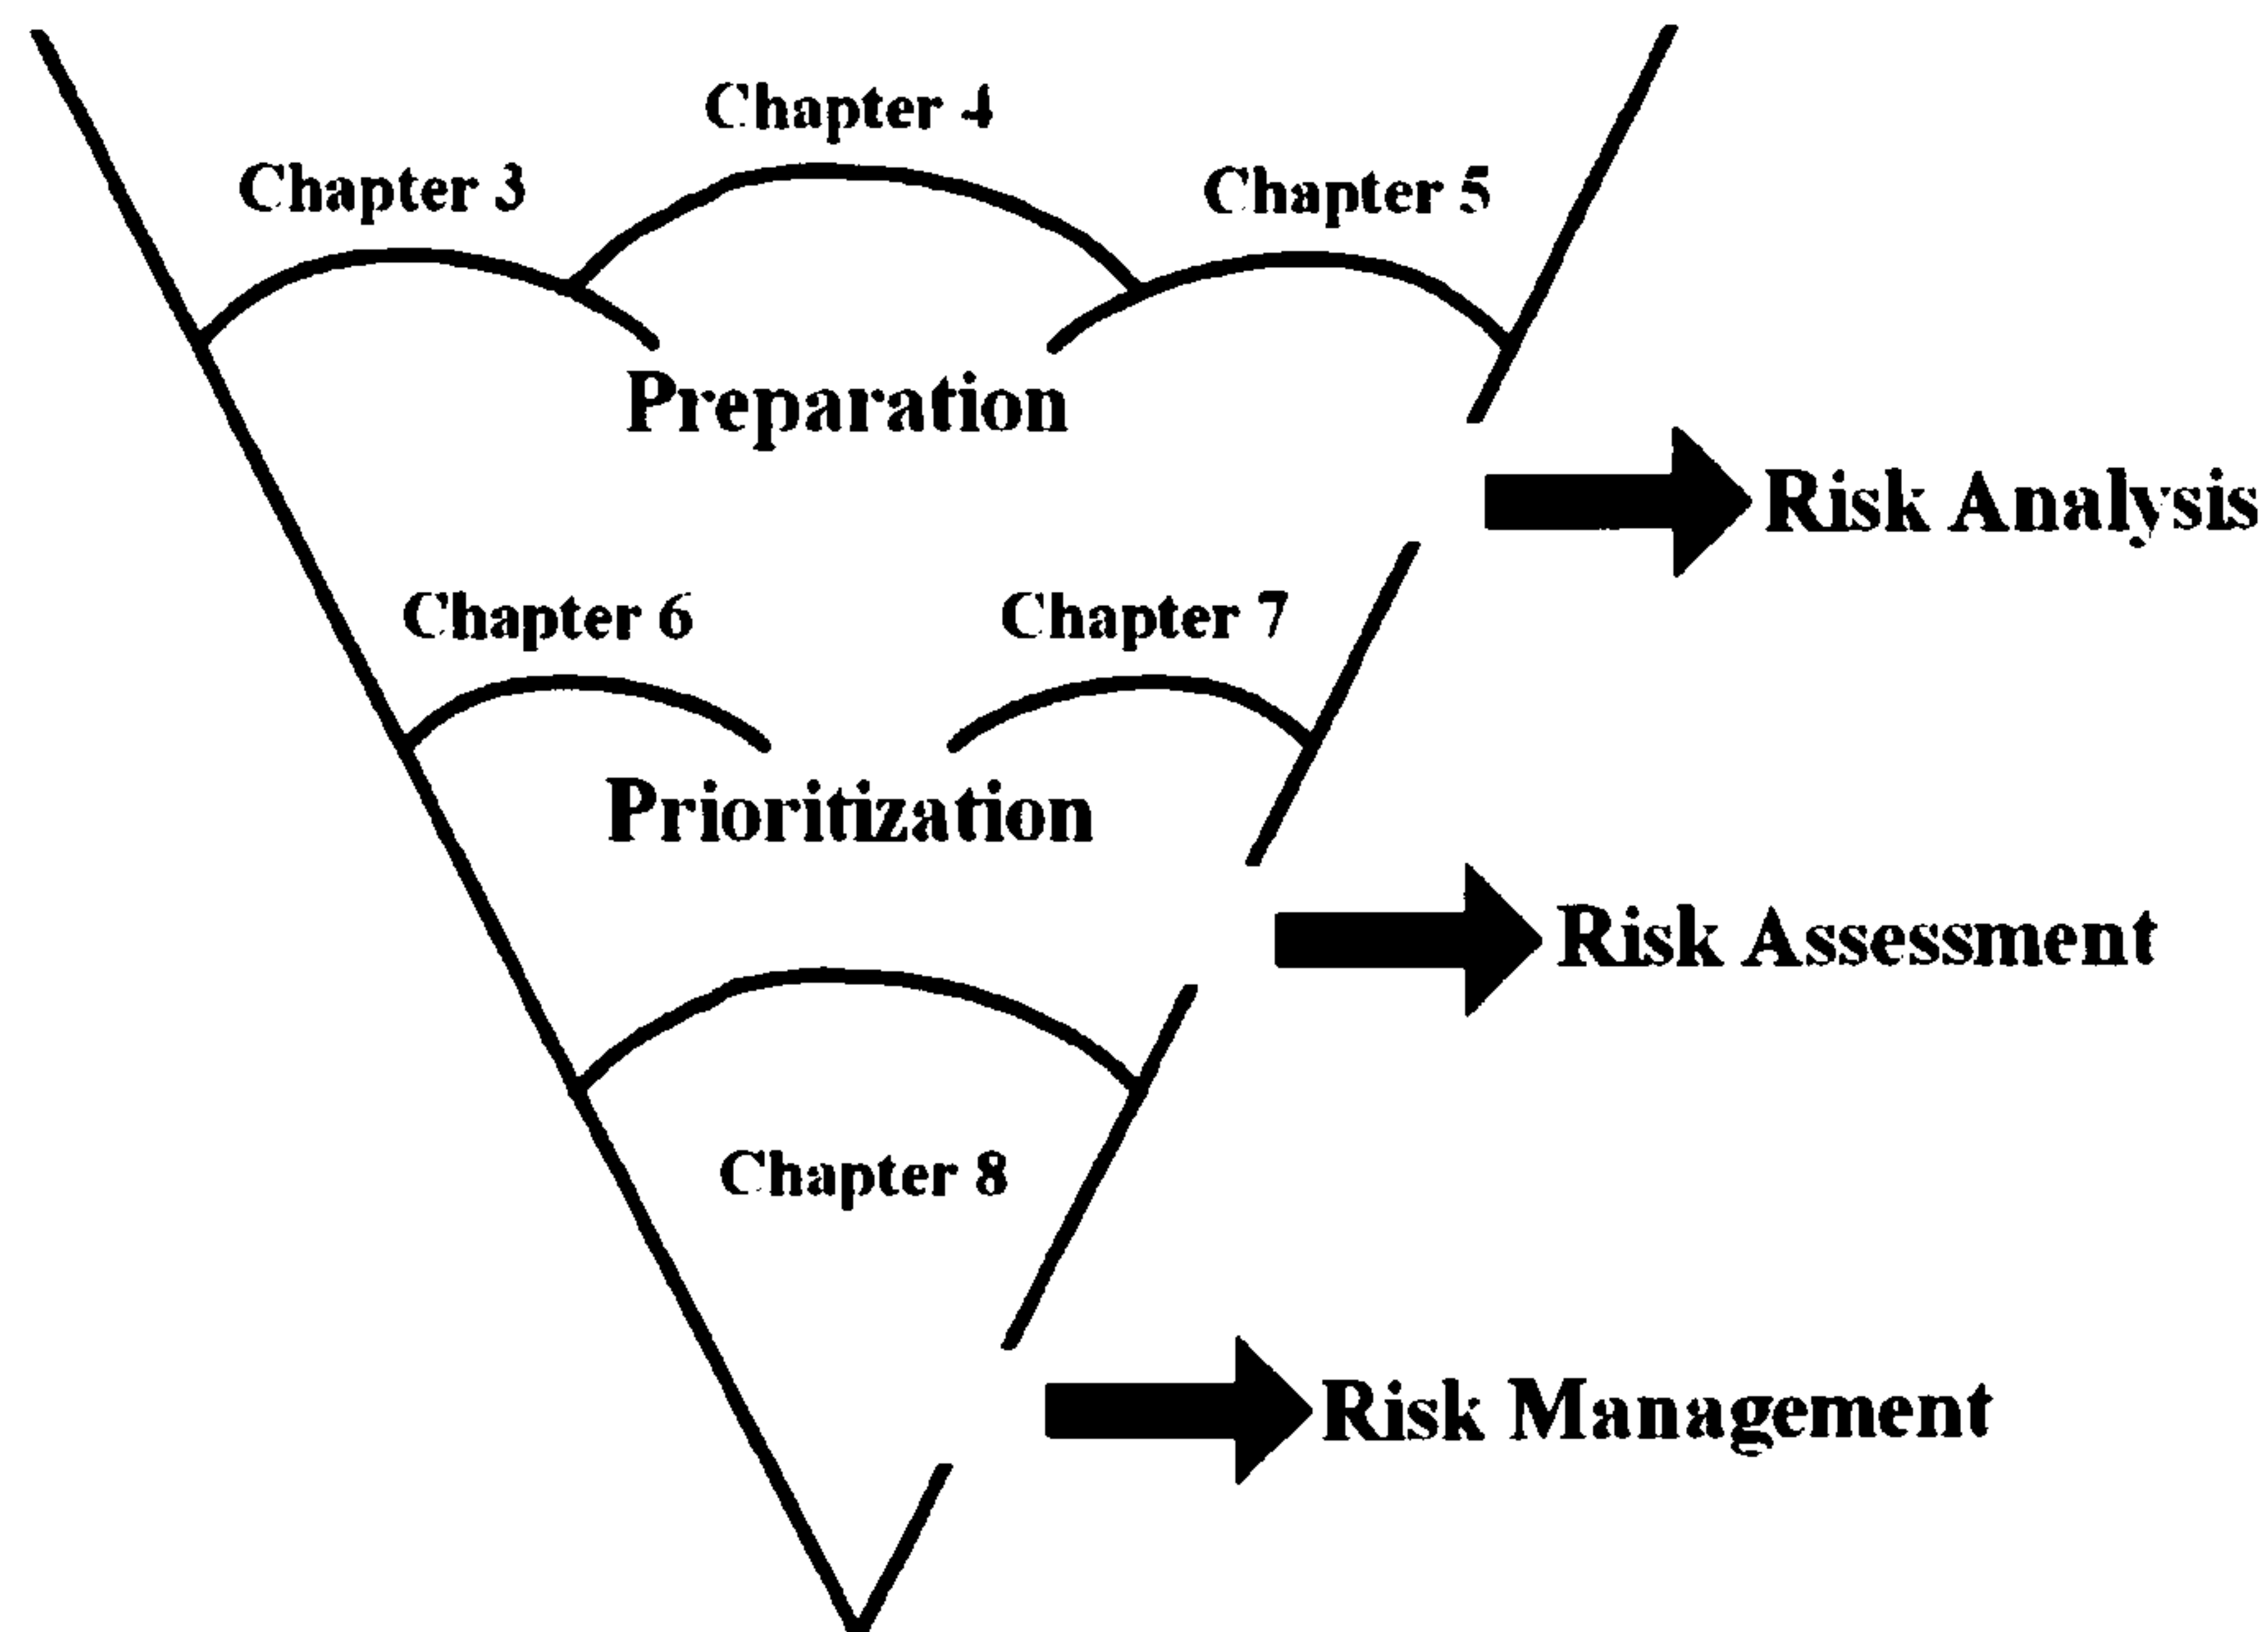 Chapter 4
Chapter 3
Chapter 5
Preparation
Risk Analysis
Chapter 6
Chapter 7
Prioritization
Risk Assessment
Chapter 8
Risk Management